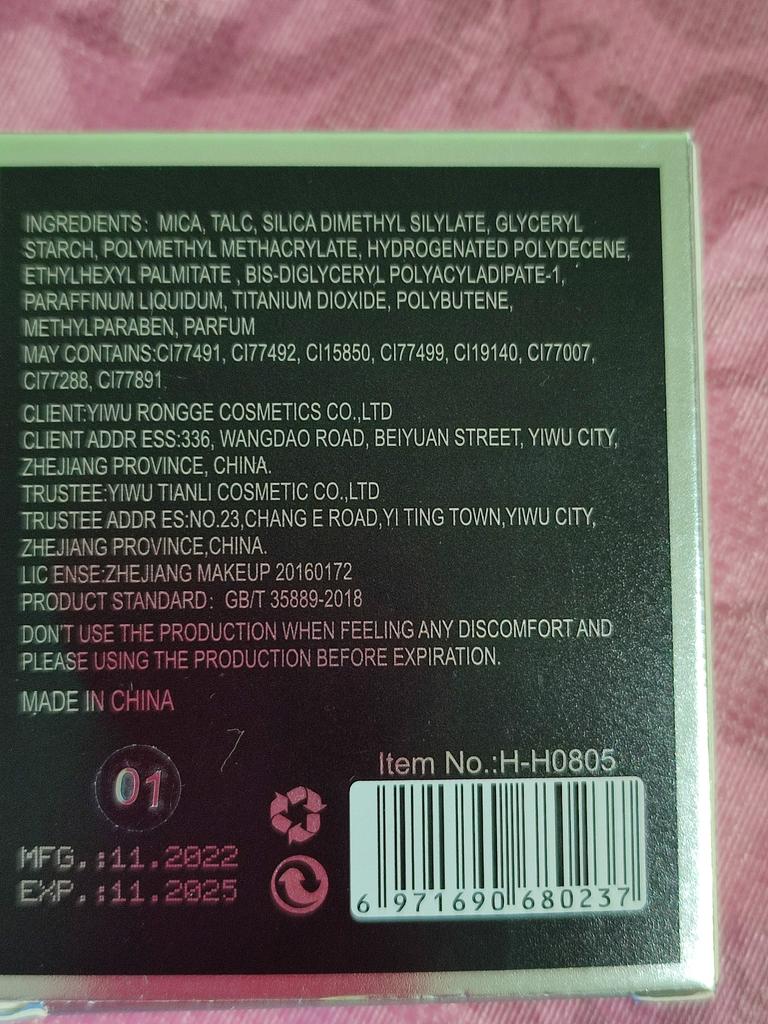 INGREDIENTS: MICA, TALC, SILICA DIMETHYL SILYLATE, GLYCERYL
STARCH, POLYMETHYL METHACRYLATE, HYDROGENATED POLYDECENE,
ETHYLHEXYL PALMITATE , BIS-DIGLYCERYL POLYACYLADIPATE-1,
PARAFFINUM LIQUIDUM, TITANIUM DIOXIDE, POLYBUTENE,
METHYLPARABEN, PARFUM
MAY CONTAINS:CI77491, CI77492, CI15850, CI77499, CI19140, CI77007,
CI77288, CI77891
CLIENT:YIWU RONGGE COSMETICS CO.,LTD
CLIENT ADDR ESS:336, WANGDAO ROAD, BEIYUAN STREET, YIWU CITY,
ZHEJIANG PROVINCE, CHINA.
TRUSTEE:YIWU TIANLI COSMETIC CO.,LTD
TRUSTEE ADDR ES:NO.23,CHANG E ROAD,YI TING TOWN,YIWU CITY,
ZHEJIANG PROVINCE,CHINA.
LIC ENSE:ZHEJIANG MAKEUP 20160172
PRODUCT STANDARD: GB/T 35889-2018
DON'T USE THE PRODUCTION WHEN FEELING ANY DISCOMFORT AND
PLEASE USING THE PRODUCTION BEFORE EXPIRATION.
MADE IN CHINA
Item No.:H-H0805
01
MFG.:11.2022
EXP.:11.2025
6 971690 680237